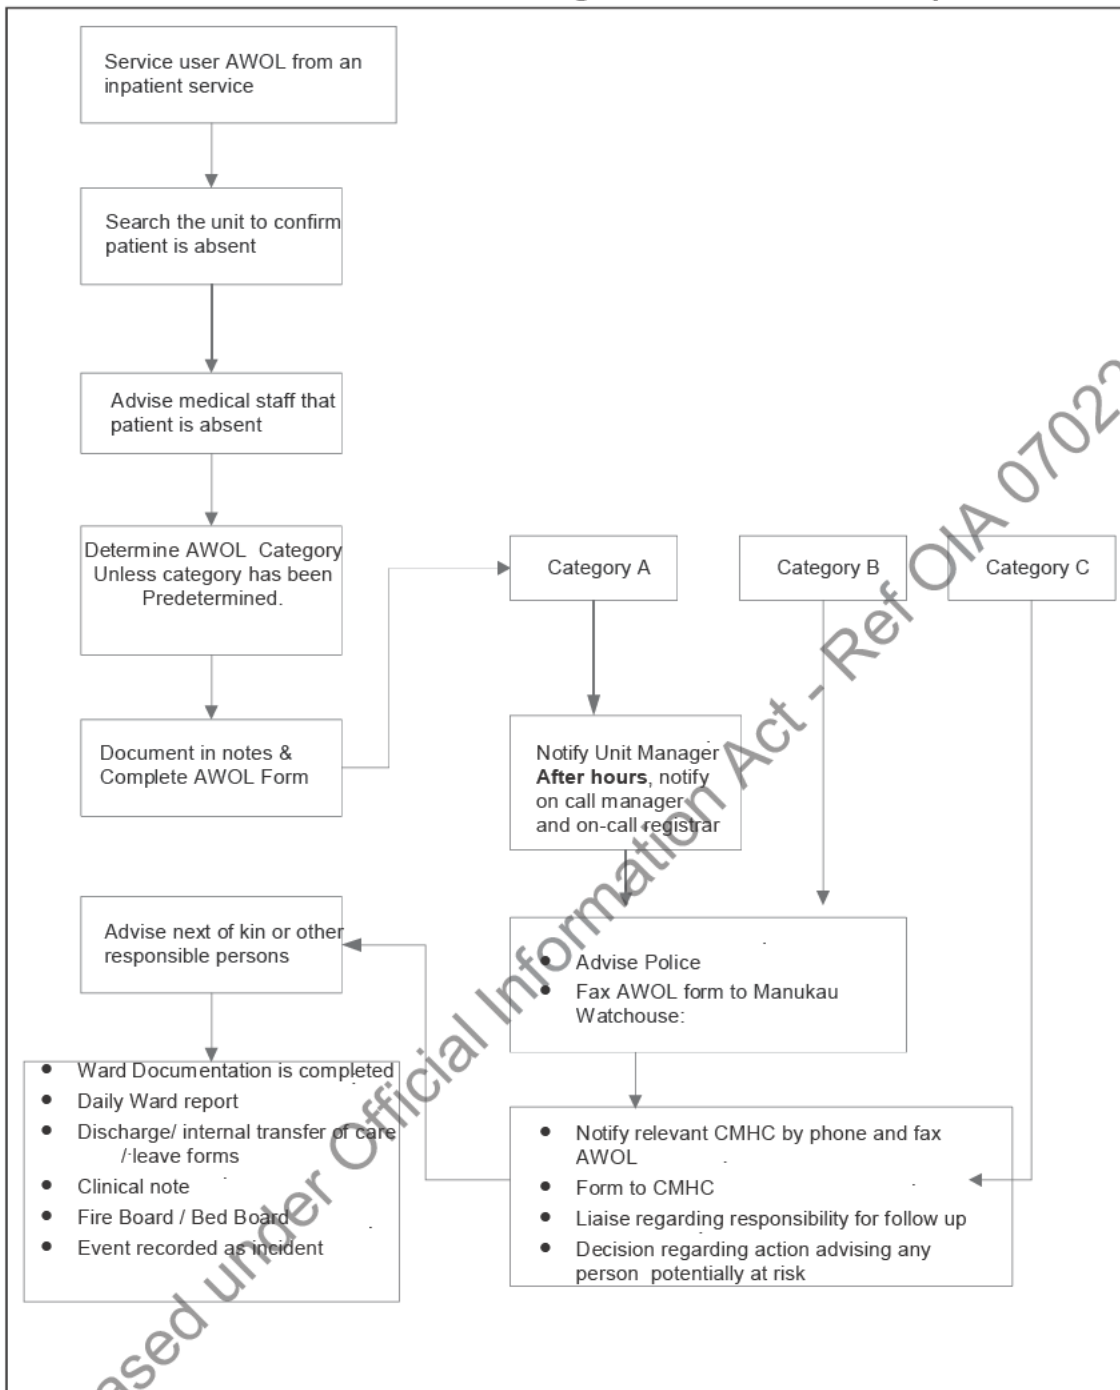 Service user AWOL from an
inpatient service
Search the unit to confirm
patient is absent
Advise medical staff that
patient is absent
Determine AWOL Category
Unless category has been
Predetermined.
Document in notes &
Complete AWOL Form
Category A
Category B
Category C
Notify Unit Manager
After hours, notify
on call manager
and on-call registrar
• Advise Police
• Fax AWOL form to Manukau
Watchouse:
• Notify relevant CMHC by phone and fax
AWOL
• Form to CMHC
• Liaise regarding responsibility for follow up
• Decision regarding action advising any
person potentially at risk
Advise next of kin or other
responsible persons
• Ward Documentation is completed
• Daily Ward report
• Discharge/ internal transfer of care
/ leave forms
• Clinical note
• Fire Board / Bed Board
• Event recorded as incident
under Official Information Act - Ref OIA